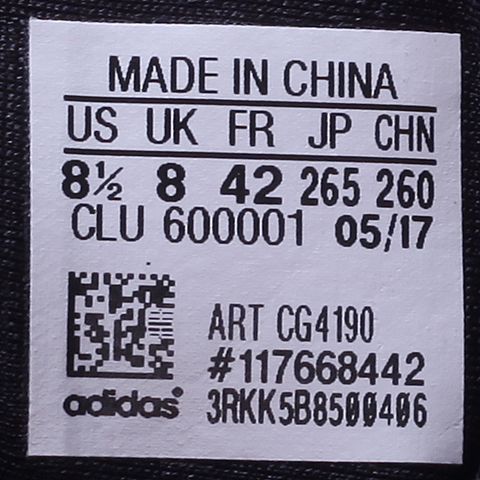 MADE IN CHINA
US UK FR JP CHN
8½ 8 42 265 260
CLU 600001 05/17
ART CG4190
#117668442
adidas® 3RKK5B8500406